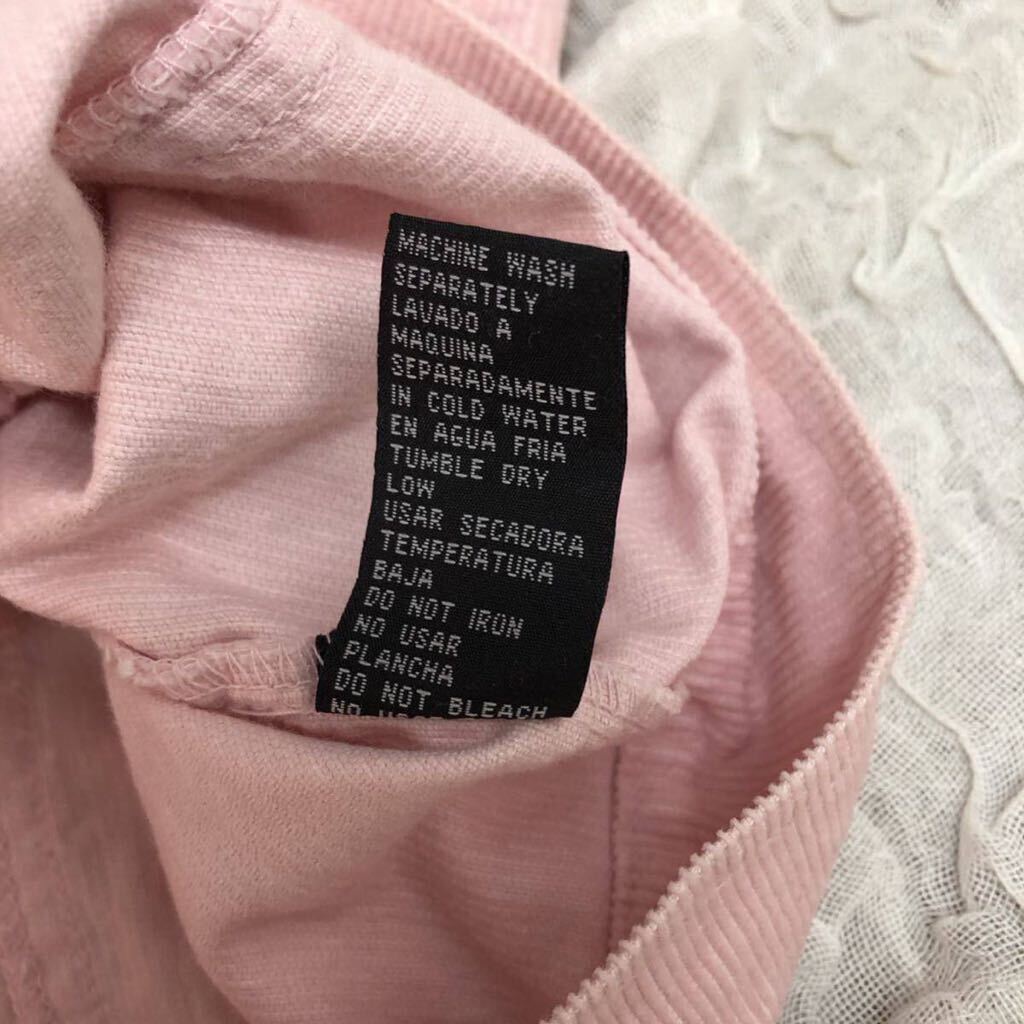 MACHINE WASH
SEPARATELY
LAVADO A
MAQUINA
SEPARADAMENTE
IN COLD WATER
EN AGUA FRIA
TUMBLE DRY
LOW
USAR SECADORA
TEMPERATURA
BAJA
DO NOT IRON
NO USAR
PLANCHA
DO NOT BLEACH
NO